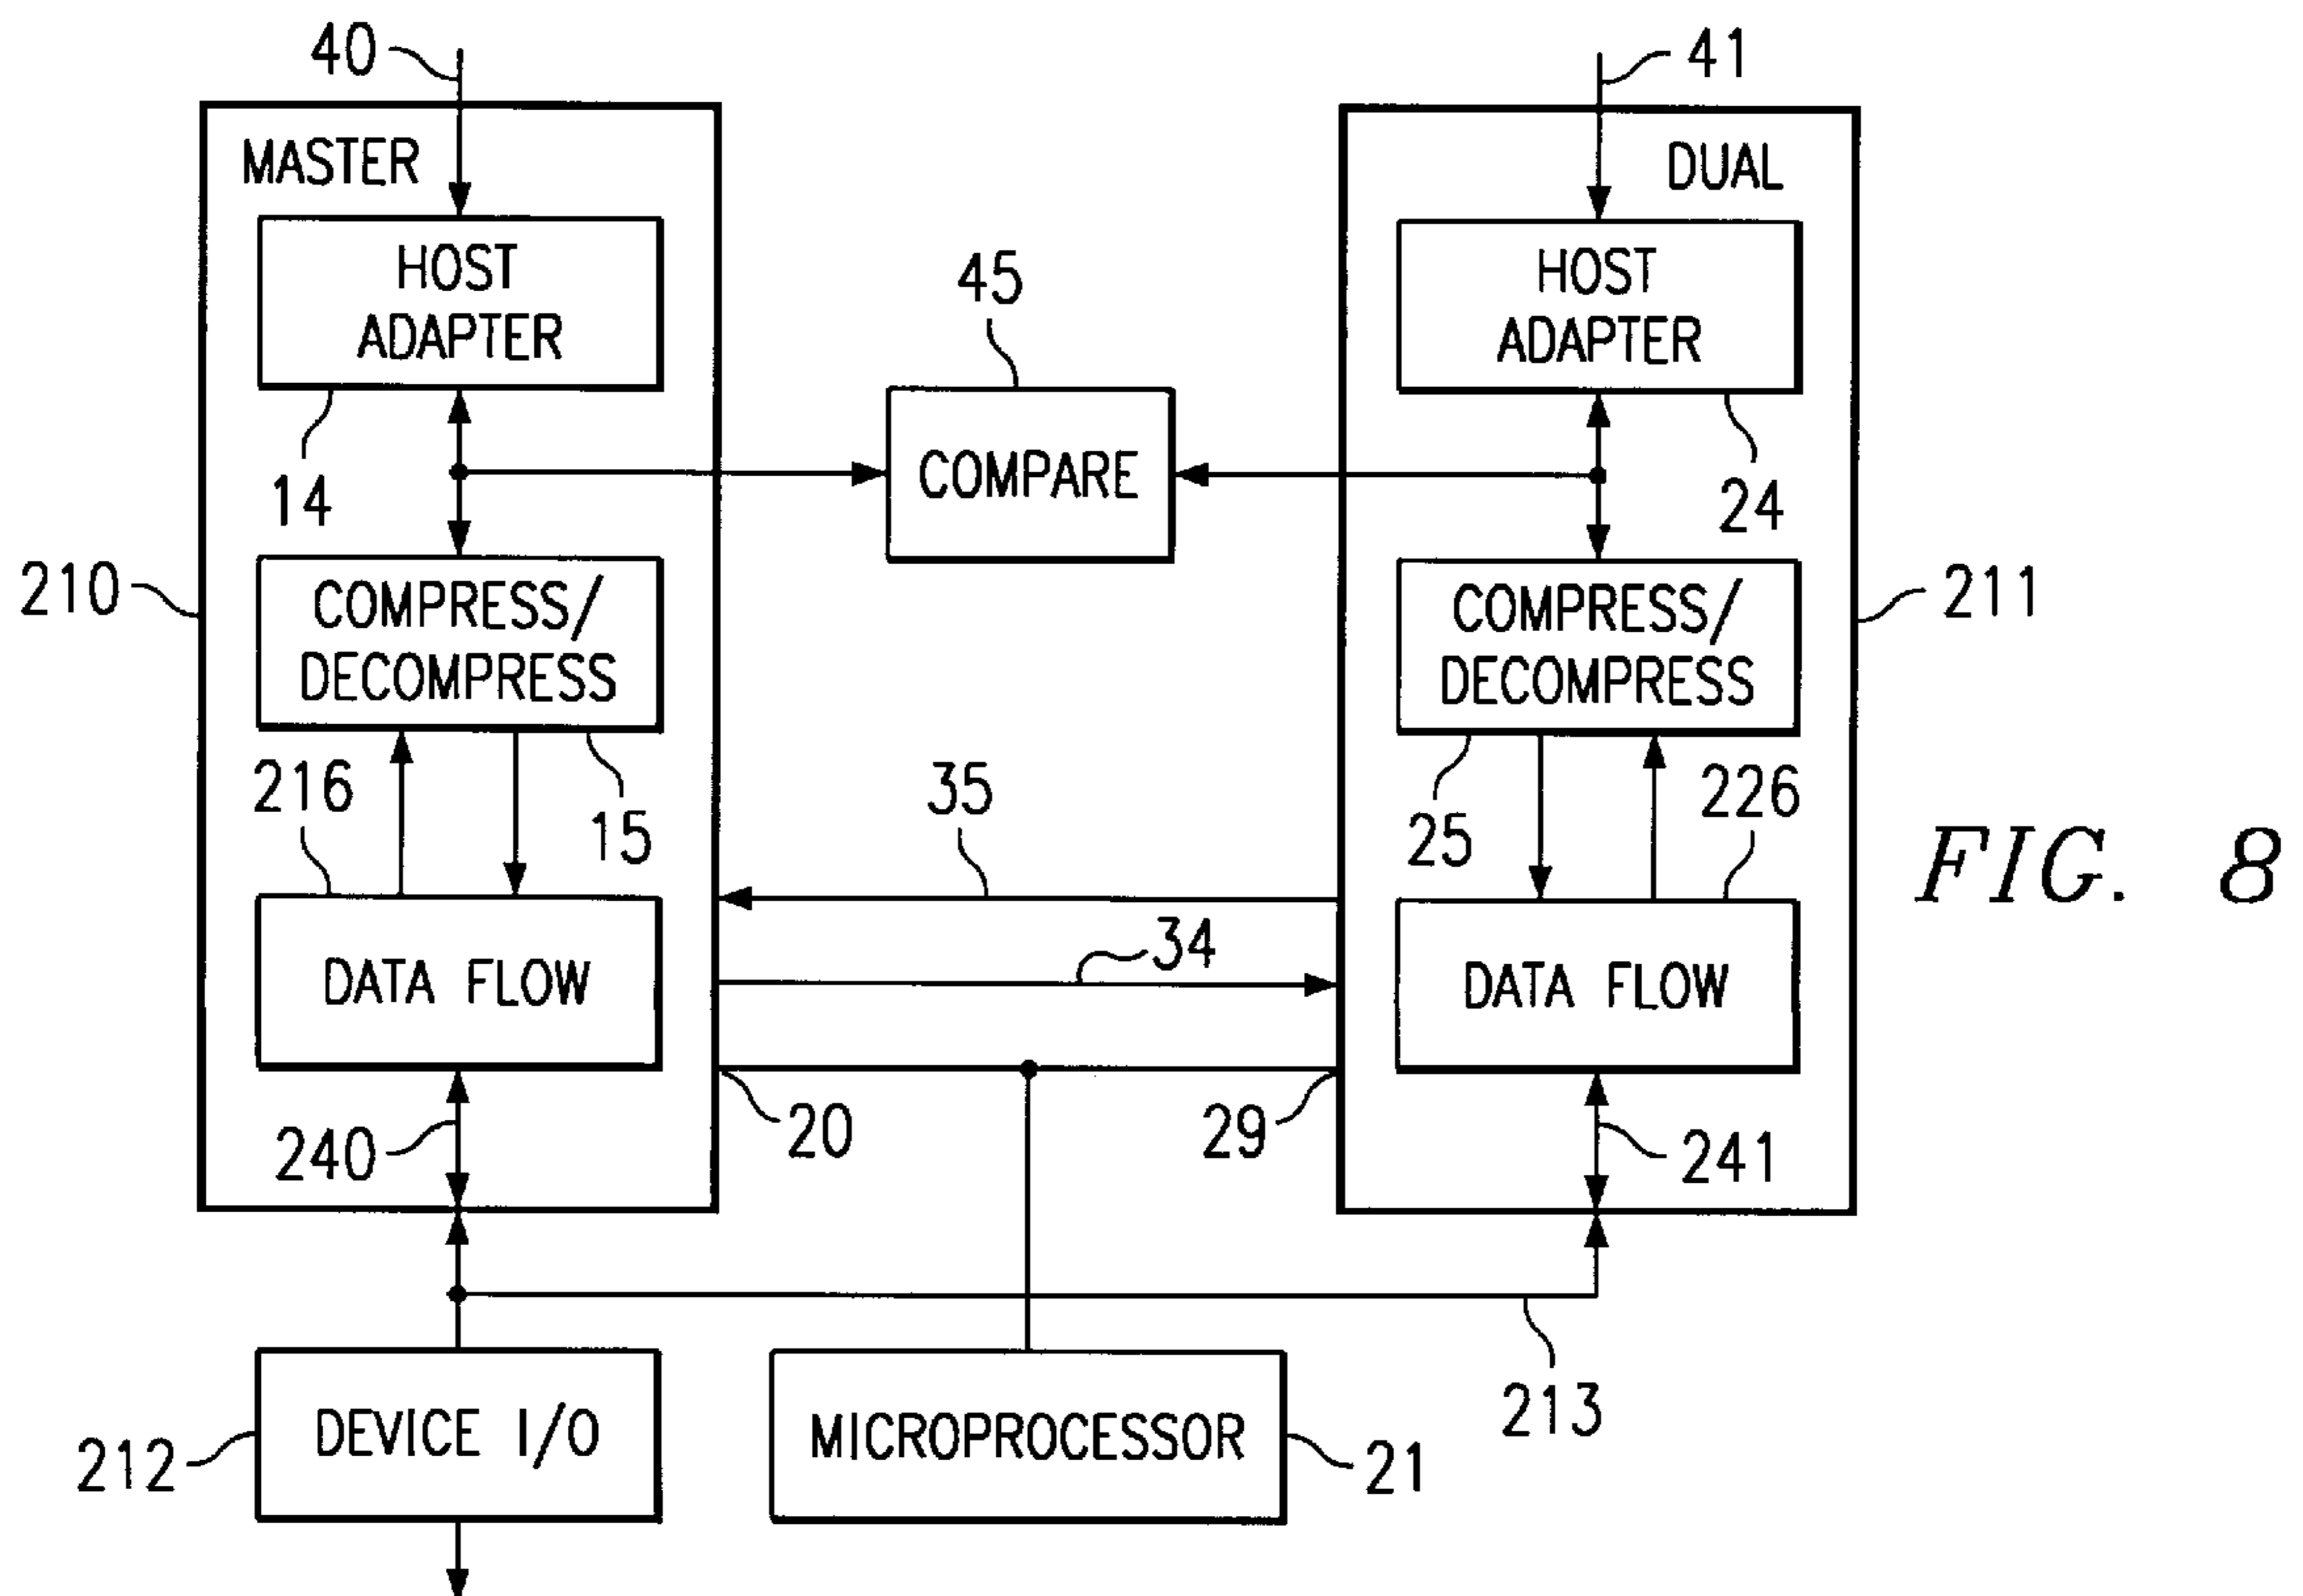 40
41
MASTER
DUAL
HOST
ADAPTER
45
HOST
ADAPTER
COMPARE
14
24
210
COMPRESS/
DECOMPRESS
COMPRESS/
DECOMPRESS
211
216
15
35
25
226
FIG. 8
34
DATA FLOW
DATA FLOW
240
20
29
241
213
212
DEVICE I/O
MICROPROCESSOR
21